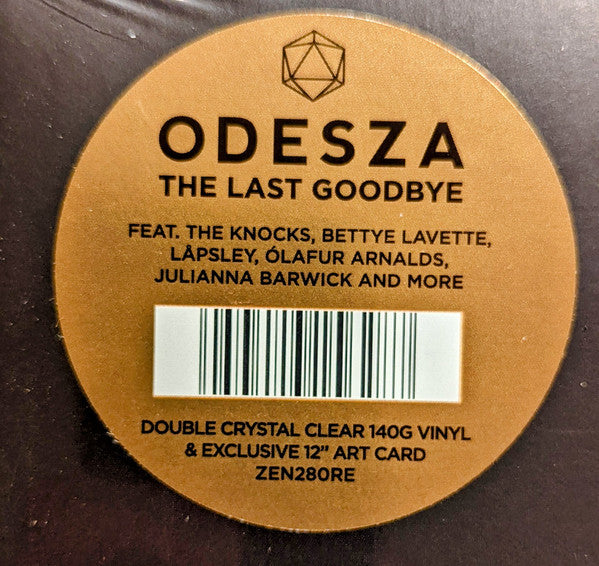 ODESZA
THE LAST GOODBYE
FEAT. THE KNOCKS, BETTYE LAVETTE,
LÅPSLEY, ÓLAFUR ARNALDS,
JULIANNA BARWICK AND MORE
DOUBLE CRYSTAL CLEAR 140G VINYL
& EXCLUSIVE 12” ART CARD
ZEN280RE